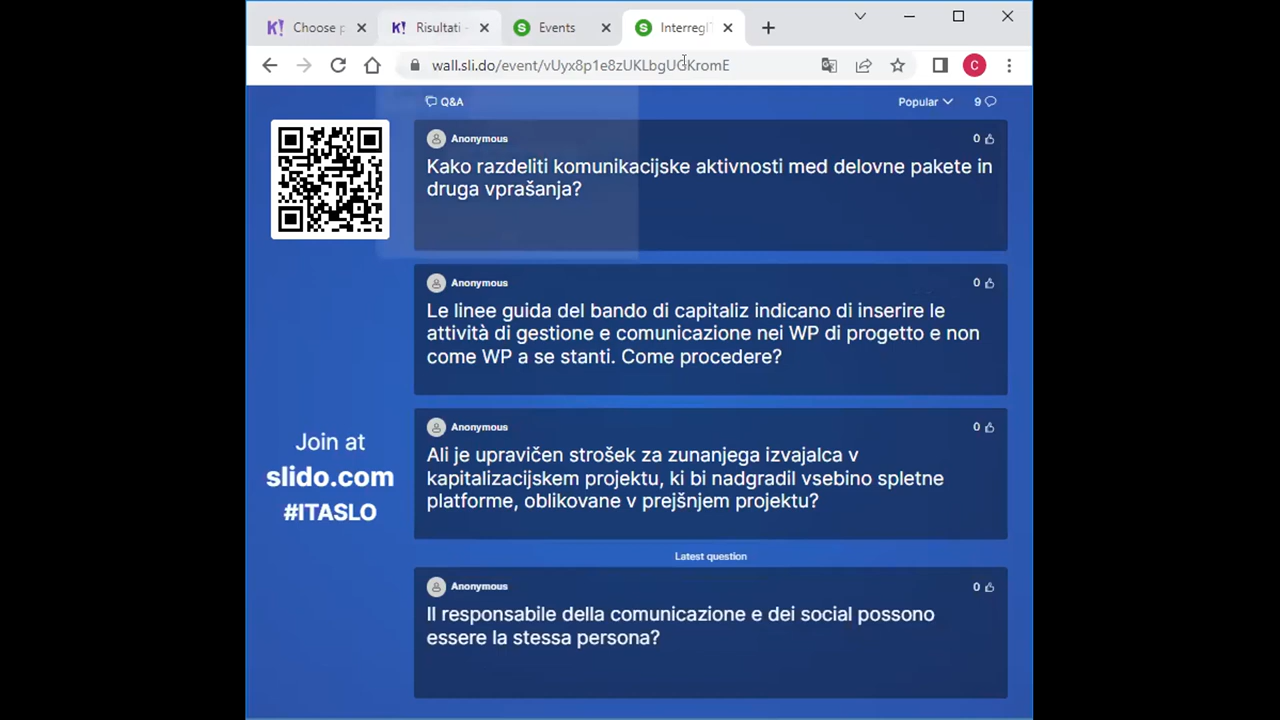 Choose p
Risultati -
Events
InterregI
wall.sli.do/event/vUyx8p1e8zUKLbgUGKromE
C
Q&A
Popular
9
Anonymous
0
Kako razdeliti komunikacijske aktivnosti med delovne pakete in
druga vprašanja?
Anonymous
0
Le linee guida del bando di capitaliz indicano di inserire le
attività di gestione e comunicazione nei WP di progetto e non
come WP a se stanti. Come procedere?
Anonymous
0
Ali je upravičen strošek za zunanjega izvajalca v
kapitalizacijskem projektu, ki bi nadgradil vsebino spletne
platforme, oblikovane v prejšnjem projektu?
Join at
slido.com
#ITASLO
Latest question
Anonymous
0
Il responsabile della comunicazione e dei social possono
essere la stessa persona?